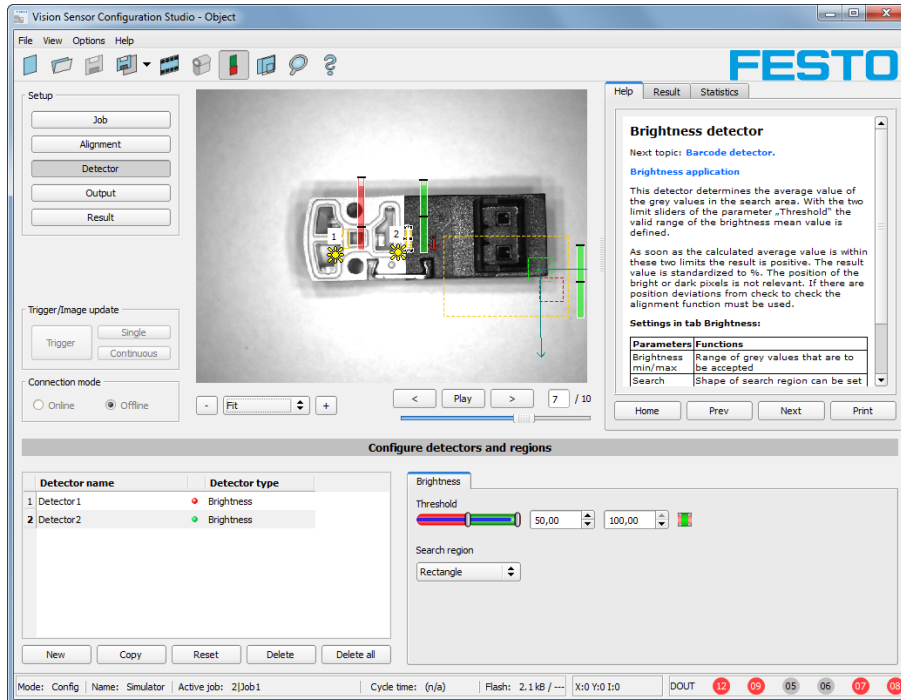 Vision Sensor Configuration Studio - Object
File View Options Help
FESTO
Setup
Job
Alignment
Detector
Output
Result
Trigger/Image update
Trigger
Single
Continuous
Connection mode
Online Offline
1
2
- Fit +
< Play > 7 / 10
Help Result Statistics
Brightness detector
Next topic: Barcode detector.
Brightness application
This detector determines the average value of
the grey values in the search area. With the two
limit sliders of the parameter „Threshold" the
valid range of the brightness mean value is
defined.
As soon as the calculated average value is within
these two limits the result is positive. The result
value is standardized to %. The position of the
bright or dark pixels is not relevant. If there are
position deviations from check to check the
alignment function must be used.
Settings in tab Brightness:
Parameters Functions
Brightness min/max Range of grey values that are to be accepted
Search Shape of search region can be set
Home Prev Next Print
Configure detectors and regions
Detector name Detector type
1 Detector1 Brightness
2 Detector2 Brightness
New Copy Reset Delete Delete all
Brightness
Threshold
50,00 100,00
Search region
Rectangle
Mode: Config Name: Simulator Active job: 2|Job1 Cycle time: (n/a) Flash: 2.1kB / --- X:0 Y:0 I:0 DOUT 12 09 05 06 07 08